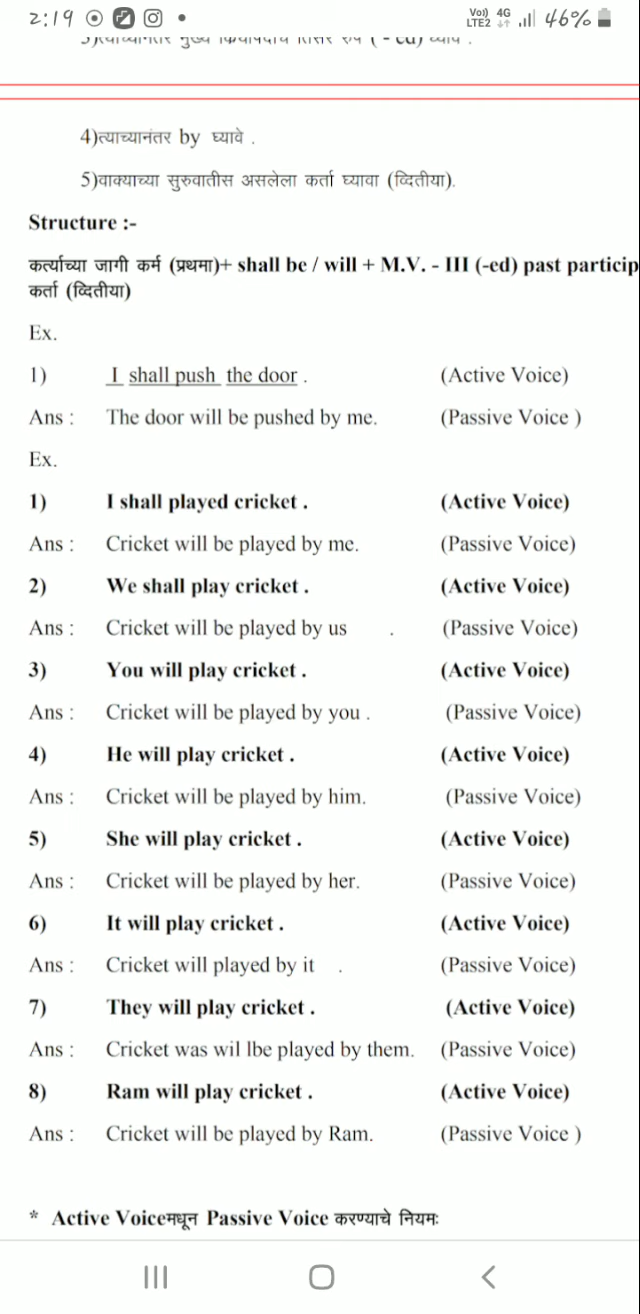 2:19 Vo)) 4G LTE2 46%
4)त्याच्यानंतर by घ्यावे .
5)वाक्याच्या सुरुवातीस असलेला कर्ता घ्यावा (व्दितीया).
Structure :-
कर्त्याच्या जागी कर्म (प्रथमा)+ shall be / will + M.V. - III (-ed) past particip
कर्ता (व्दितीया)
Ex.
1) I shall push the door . (Active Voice)
Ans : The door will be pushed by me. (Passive Voice )
Ex.
1) I shall played cricket . (Active Voice)
Ans : Cricket will be played by me. (Passive Voice)
2) We shall play cricket . (Active Voice)
Ans : Cricket will be played by us . (Passive Voice)
3) You will play cricket . (Active Voice)
Ans : Cricket will be played by you . (Passive Voice)
4) He will play cricket . (Active Voice)
Ans : Cricket will be played by him. (Passive Voice)
5) She will play cricket . (Active Voice)
Ans : Cricket will be played by her. (Passive Voice)
6) It will play cricket . (Active Voice)
Ans : Cricket will played by it . (Passive Voice)
7) They will play cricket . (Active Voice)
Ans : Cricket was wil lbe played by them. (Passive Voice)
8) Ram will play cricket . (Active Voice)
Ans : Cricket will be played by Ram. (Passive Voice )
* Active Voiceमधून Passive Voice करण्याचे नियमः